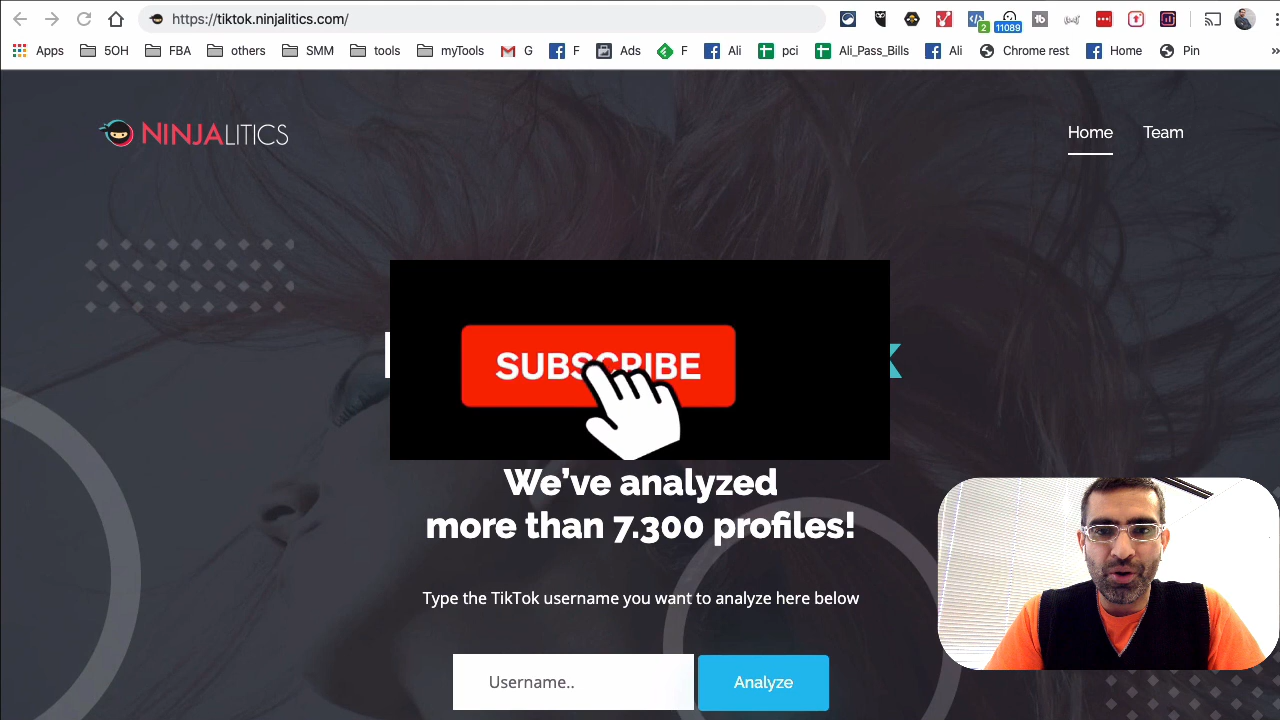 https://tiktok.ninjalitics.com/
2
11089
Apps 5OH FBA others SMM tools myTools G F Ads F Ali pci Ali_Pass_Bills Ali Chrome rest Home Pin »
NINJALITICS
Home Team
SUBSCRIBE
We've analyzed
more than 7.300 profiles!
Type the TikTok username you want to analyze here below
Username.. Analyze